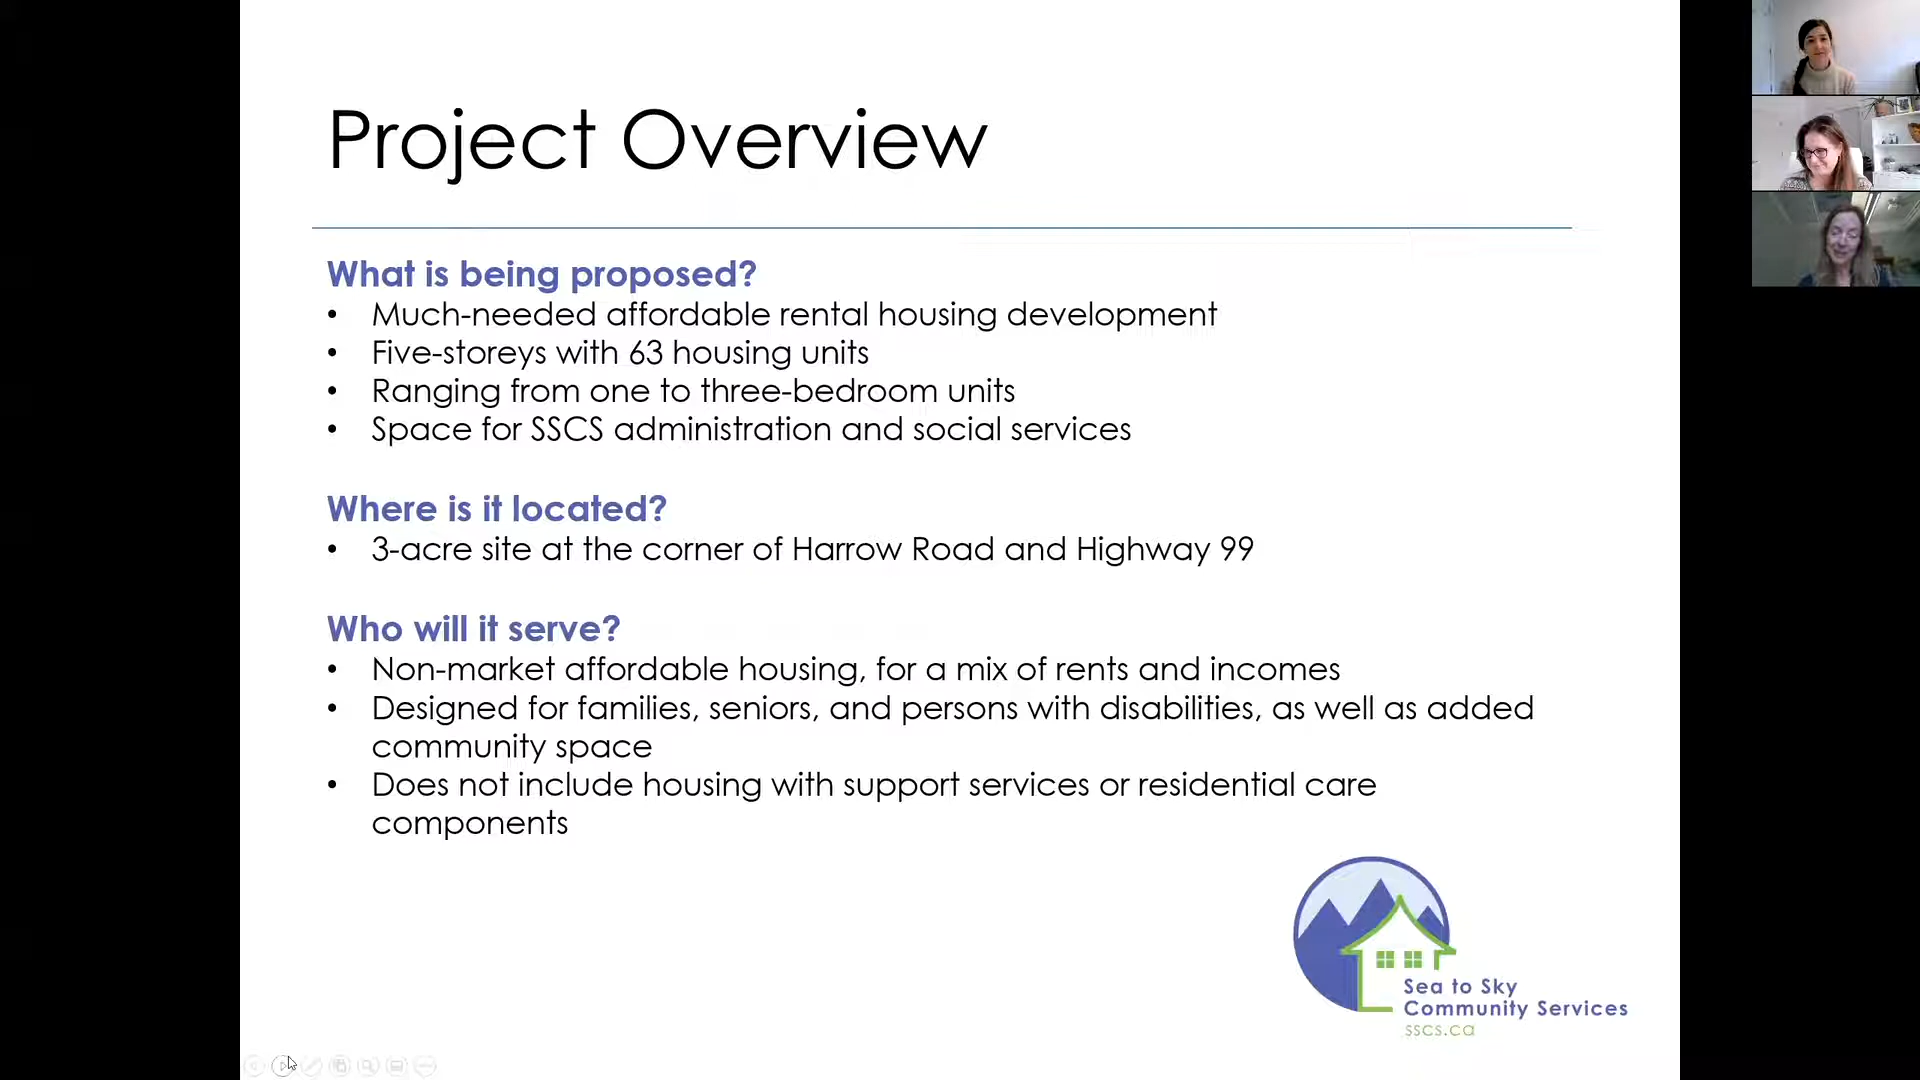 Project Overview
What is being proposed?
• Much-needed affordable rental housing development
• Five-storeys with 63 housing units
• Ranging from one to three-bedroom units
• Space for SSCS administration and social services
Where is it located?
• 3-acre site at the corner of Harrow Road and Highway 99
Who will it serve?
• Non-market affordable housing, for a mix of rents and incomes
• Designed for families, seniors, and persons with disabilities, as well as added
community space
• Does not include housing with support services or residential care
components
Sea to Sky
Community Services
sscs.ca